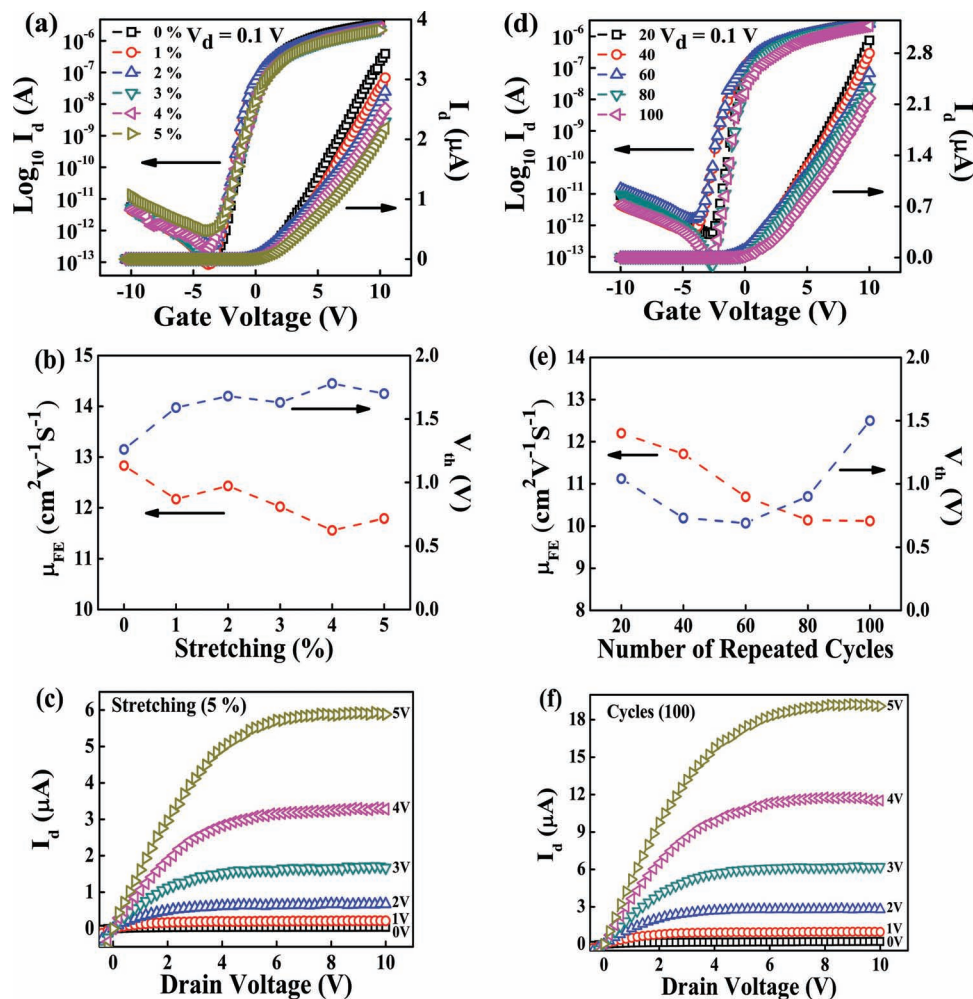 (a)
V_d = 0.1 V
0 %
1 %
2 %
3 %
4 %
5 %
10^-6
10^-7
10^-8
10^-9
10^-10
10^-11
10^-12
10^-13
Log_10 I_d (A)
4
3
2
1
0
I_d (μA)
-10 -5 0 5 10
Gate Voltage (V)
(d)
V_d = 0.1 V
20
40
60
80
100
10^-6
10^-7
10^-8
10^-9
10^-10
10^-11
10^-12
10^-13
Log_10 I_d (A)
2.8
2.1
1.4
0.7
0.0
I_d (μA)
-10 -5 0 5 10
Gate Voltage (V)
(b)
15
14
13
12
11
10
μ_FE (cm^2V^-1S^-1)
2.0
1.5
1.0
0.5
0.0
V_th (V)
0 1 2 3 4 5
Stretching (%)
(e)
14
13
12
11
10
9
8
μ_FE (cm^2V^-1S^-1)
2.0
1.5
1.0
0.5
0.0
V_th (V)
20 40 60 80 100
Number of Repeated Cycles
(c)
Stretching (5 %)
6
5
4
3
2
1
0
I_d (μA)
5V
4V
3V
2V
1V
0V
0 2 4 6 8 10
Drain Voltage (V)
(f)
Cycles (100)
18
15
12
9
6
3
0
I_d (μA)
5V
4V
3V
2V
1V
0V
0 2 4 6 8 10
Drain Voltage (V)